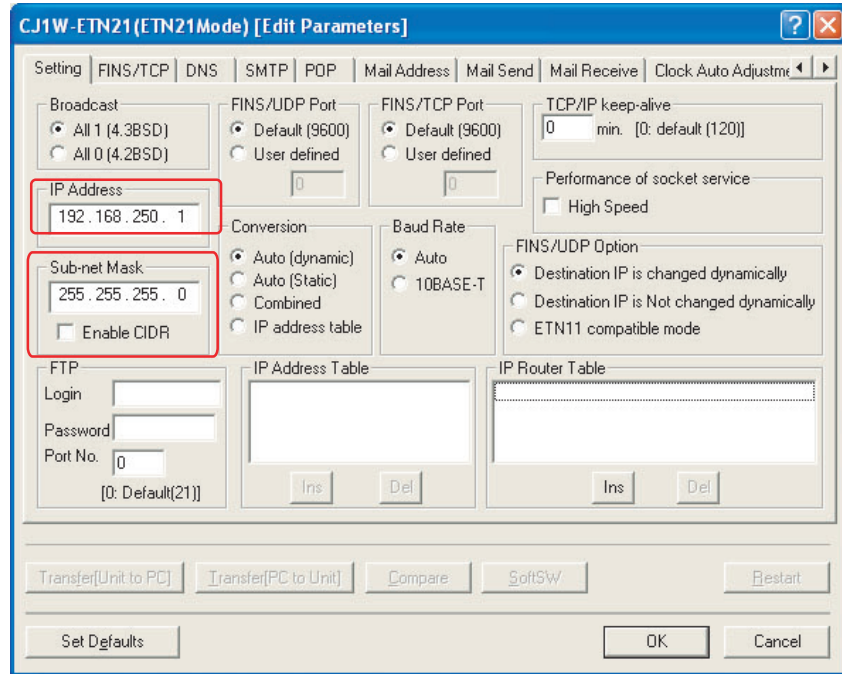 CJ1W-ETN21(ETN21Mode) [Edit Parameters]
Setting FINS/TCP DNS SMTP POP Mail Address Mail Send Mail Receive Clock Auto Adjustme
Broadcast
All 1 (4.3BSD)
All 0 (4.2BSD)
FINS/UDP Port
Default (9600)
User defined
0
FINS/TCP Port
Default (9600)
User defined
0
TCP/IP keep-alive
0 min. [0: default (120)]
Performance of socket service
High Speed
IP Address
192.168.250. 1
Sub-net Mask
255.255.255. 0
Enable CIDR
Conversion
Auto (dynamic)
Auto (Static)
Combined
IP address table
Baud Rate
Auto
10BASE-T
FINS/UDP Option
Destination IP is changed dynamically
Destination IP is Not changed dynamically
ETN11 compatible mode
FTP
Login
Password
Port No. 0
[0: Default(21)]
IP Address Table
Ins Del
IP Router Table
Ins Del
Transfer[Unit to PC] Transfer[PC to Unit] Compare SoftSW Restart
Set Defaults OK Cancel